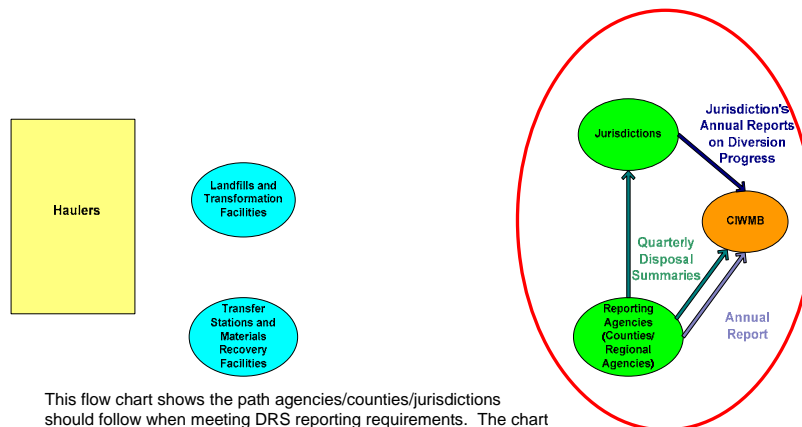 Haulers
Landfills and
Transformation
Facilities
Transfer
Stations and
Materials
Recovery
Facilities
Jurisdictions
Jurisdiction's
Annual Reports
on Diversion
Progress
CIWMB
Quarterly
Disposal
Summaries
Reporting
Agencies
(Counties/
Regional
Agencies)
Annual
Report
This flow chart shows the path agencies/counties/jurisdictions
should follow when meeting DRS reporting requirements. The chart